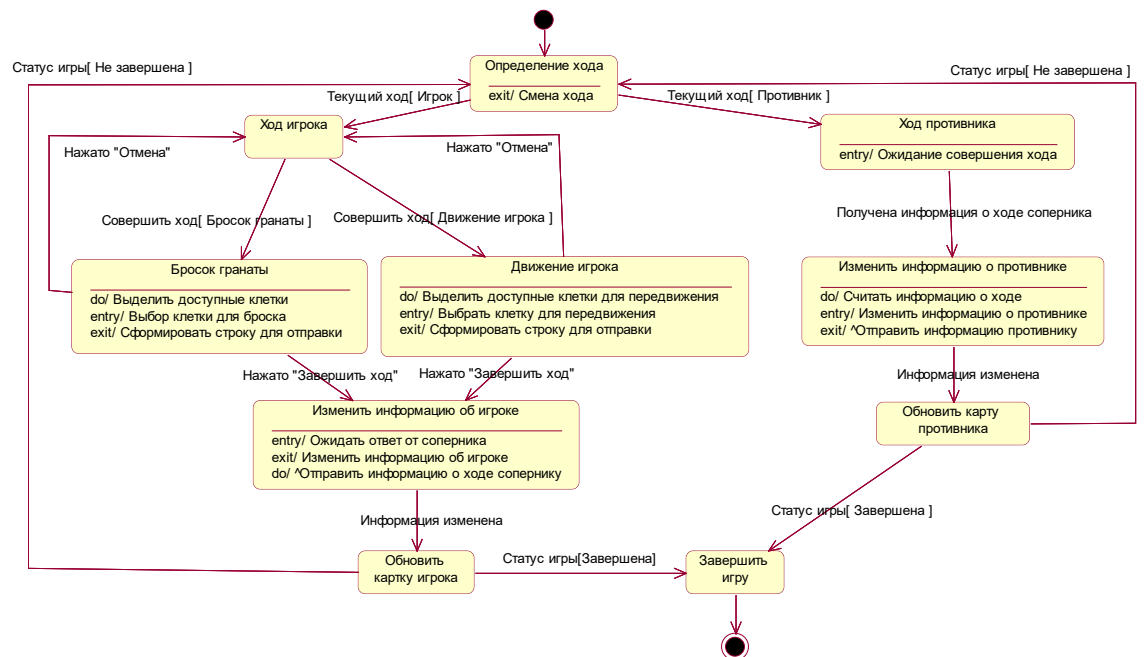 Определение хода
exit/ Смена хода
Статус игры[ Не завершена ]
Статус игры[ Не завершена ]
Текущий ход[ Игрок ]
Текущий ход[ Противник ]
Ход игрока
Ход противника
entry/ Ожидание совершения хода
Нажато "Отмена"
Нажато "Отмена"
Совершить ход[ Бросок гранаты ]
Совершить ход[ Движение игрока ]
Получена информация о ходе соперника
Бросок гранаты
do/ Выделить доступные клетки
entry/ Выбор клетки для броска
exit/ Сформировать строку для отправки
Движение игрока
do/ Выделить доступные клетки для передвижения
entry/ Выбрать клетку для передвижения
exit/ Сформировать строку для отправки
Изменить информацию о противнике
do/ Считать информацию о ходе
entry/ Изменить информацию о противнике
exit/ ^Отправить информацию противнику
Нажато "Завершить ход"
Нажато "Завершить ход"
Информация изменена
Изменить информацию об игроке
entry/ Ожидать ответ от соперника
exit/ Изменить информацию об игроке
do/ ^Отправить информацию о ходе сопернику
Обновить карту
противника
Информация изменена
Статус игры[ Завершена ]
Обновить
картку игрока
Статус игры[Завершена]
Завершить
игру